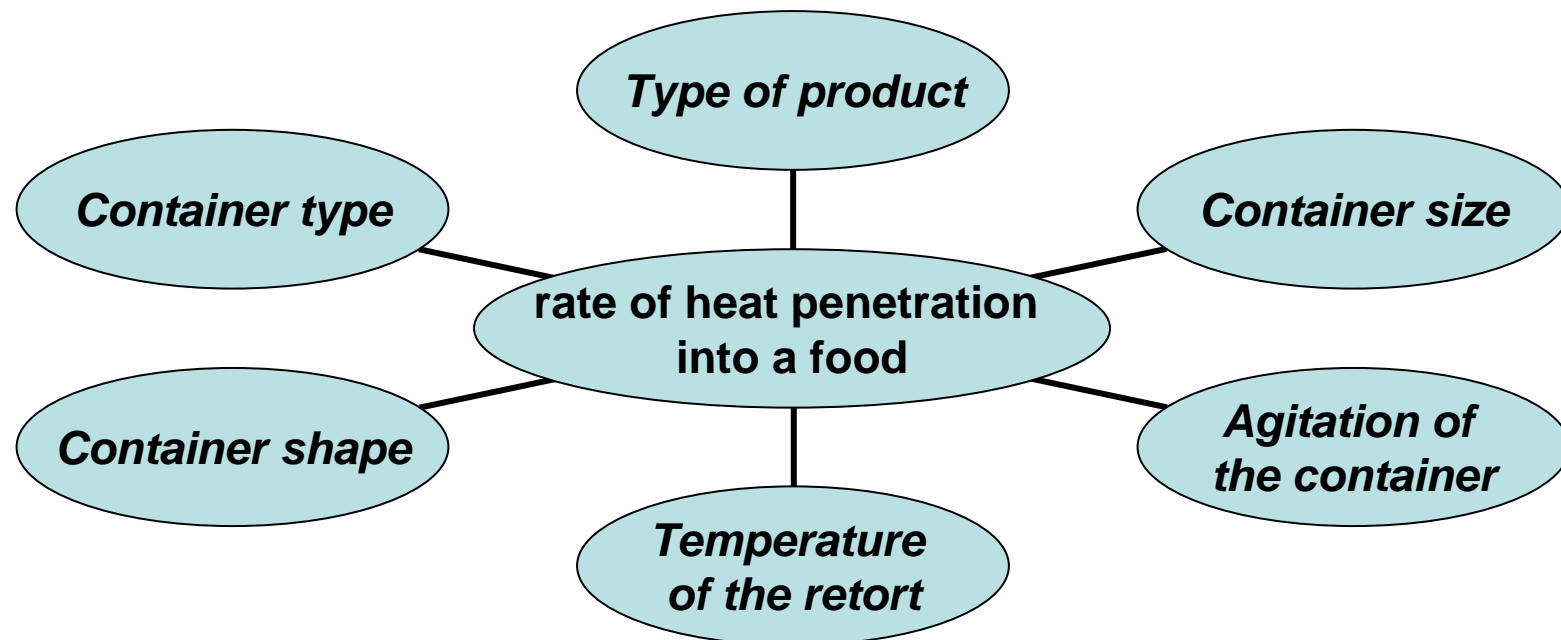 Type of product
Container type
Container size
rate of heat penetration
into a food
Container shape
Agitation of
the container
Temperature
of the retort